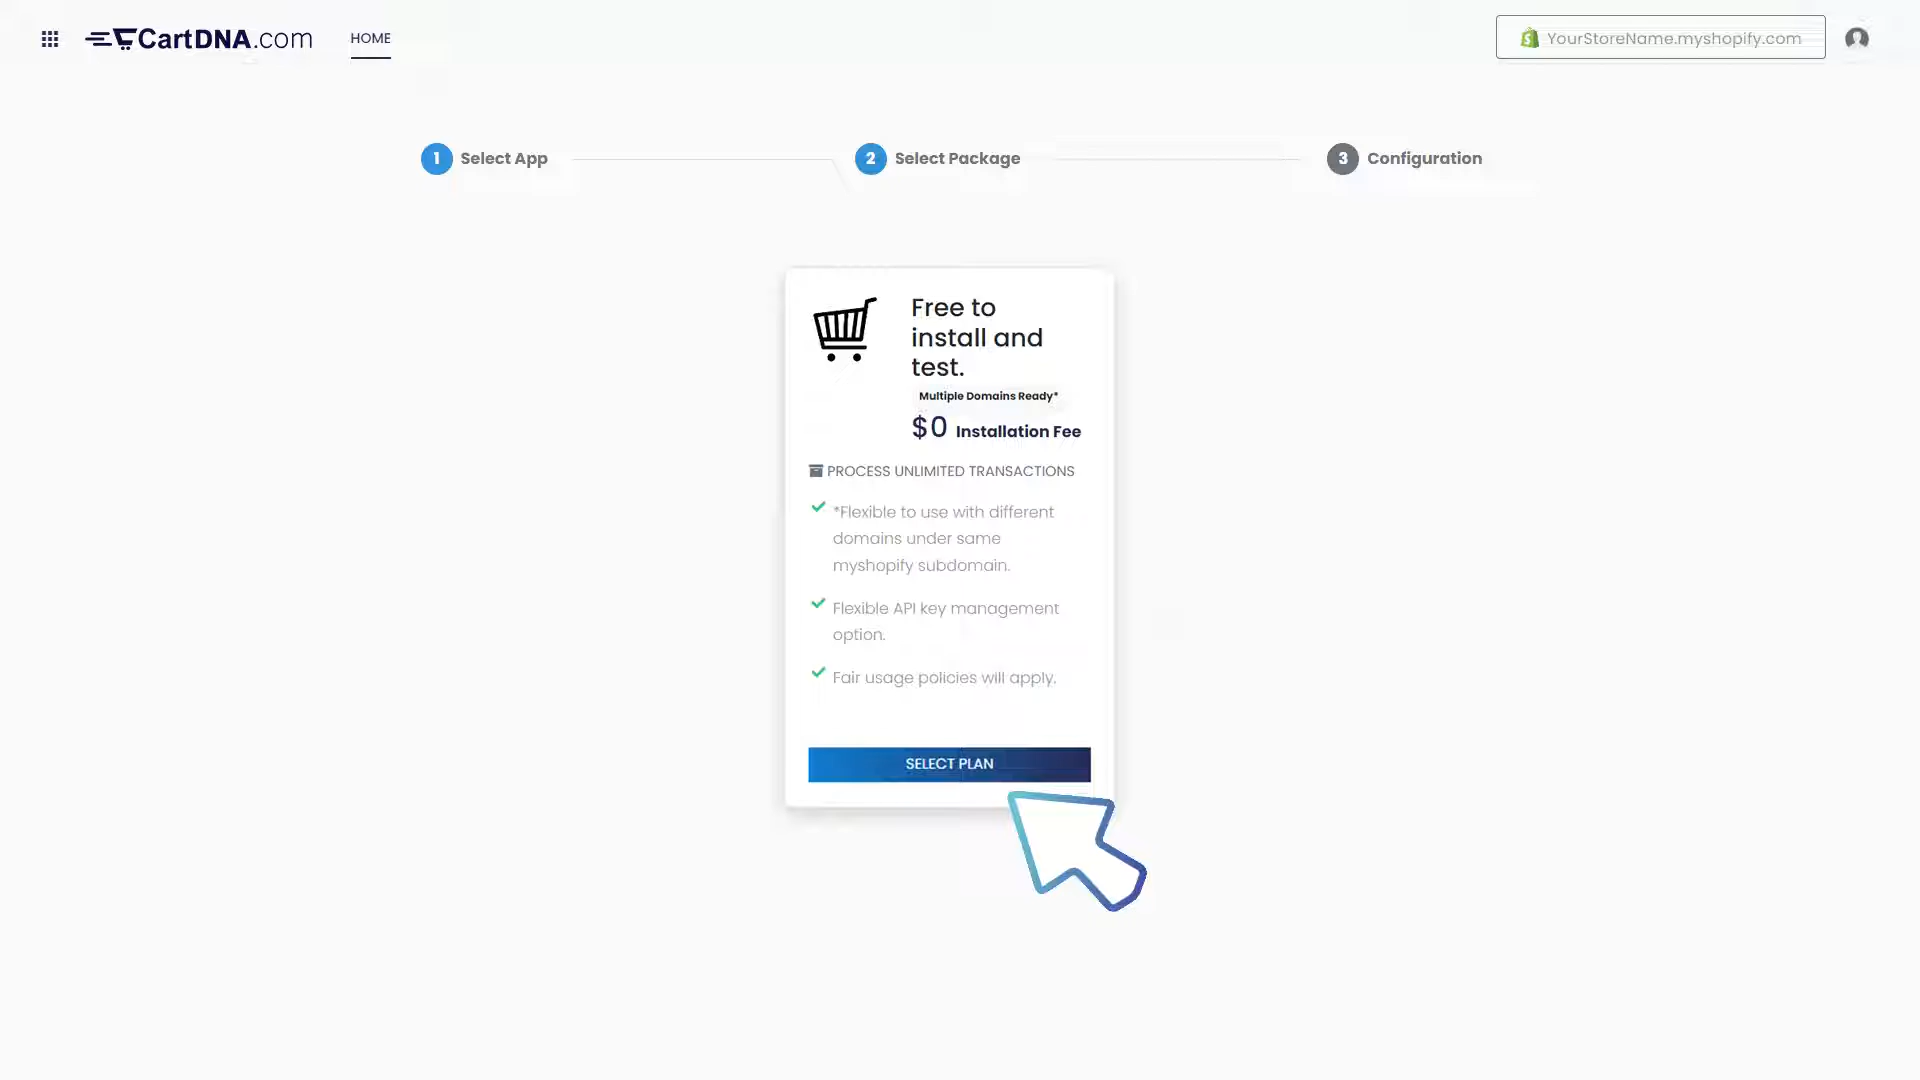 CartDNA.com
HOME
YourStoreName.myshopify.com
1 Select App
2 Select Package
3 Configuration
Free to
install and
test.
Multiple Domains Ready*
$0 Installation Fee
PROCESS UNLIMITED TRANSACTIONS
*Flexible to use with different
domains under same
myshopify subdomain.
Flexible API key management
option.
Fair usage policies will apply.
SELECT PLAN